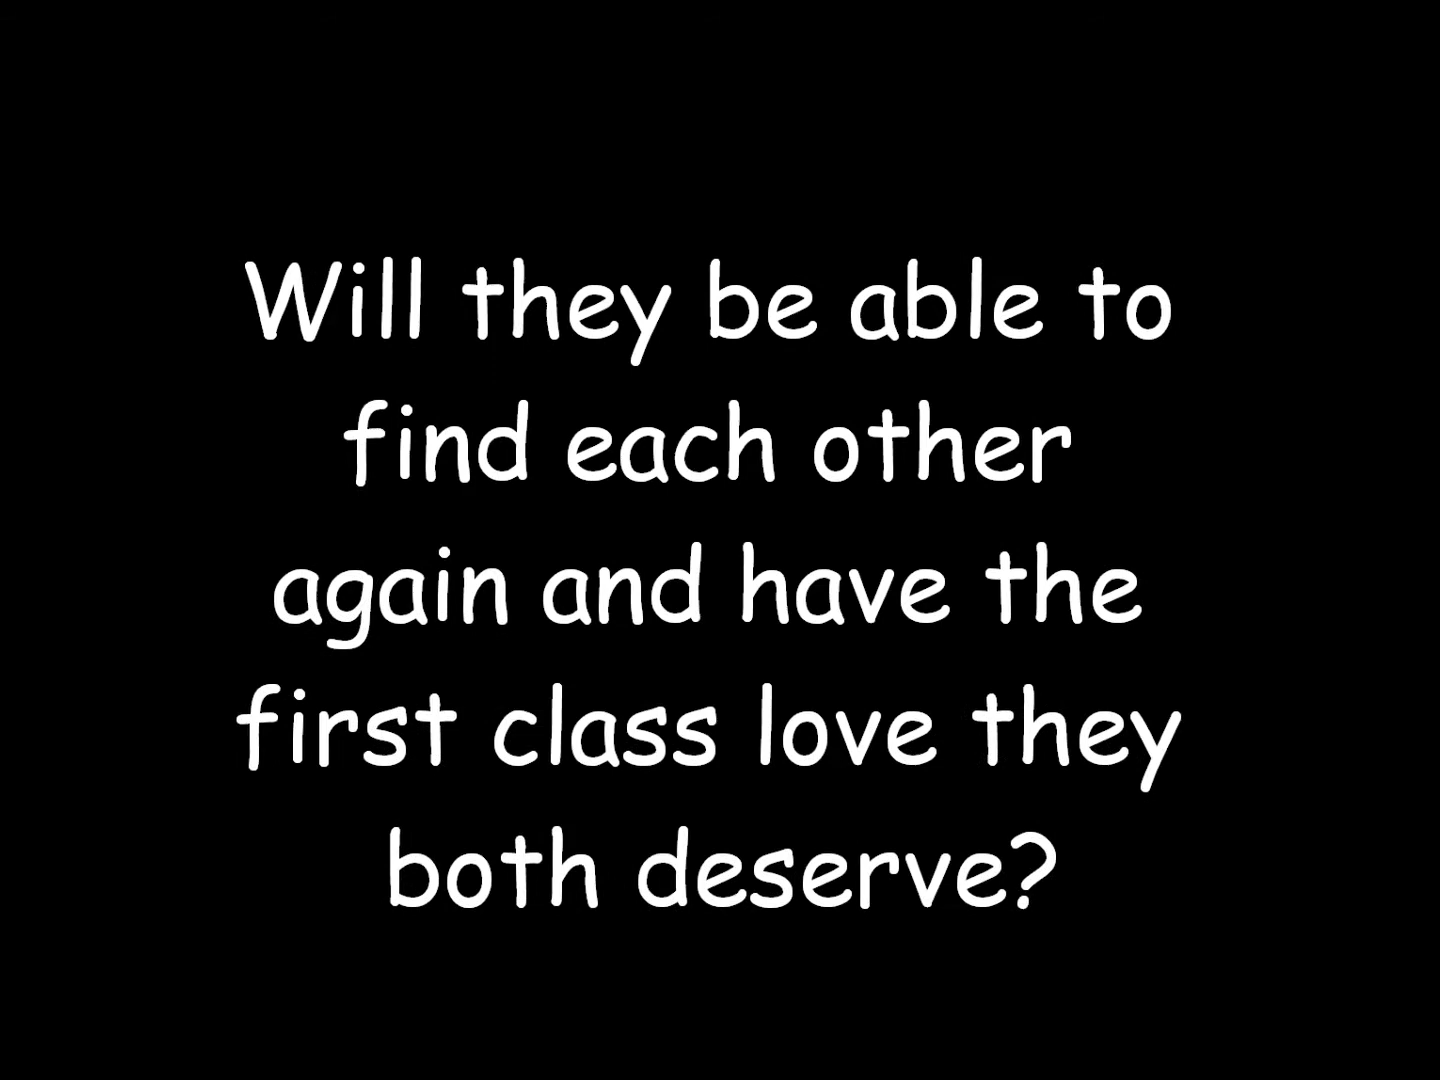 Will they be able to
find each other
again and have the
first class love they
both deserve?